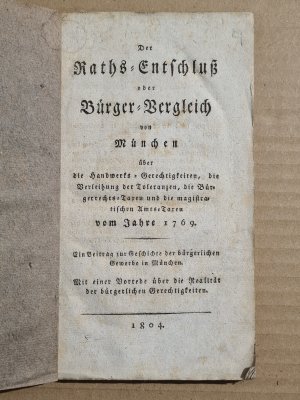 Der
Raths-Entschluß
oder
Bürger-Vergleich
von
München
über
die Handwerks-Gerechtigkeiten, die
Verleihung der Toleranzen, die Bür-
gerrechts-Taxen und die magistra-
tischen Amts-Taxen
vom Jahre 1769.
Ein Beitrag zur Geschichte der bürgerlichen
Gewerbe in München.
Mit einer Vorrede über die Realität
der bürgerlichen Gerechtigkeiten.
1804.